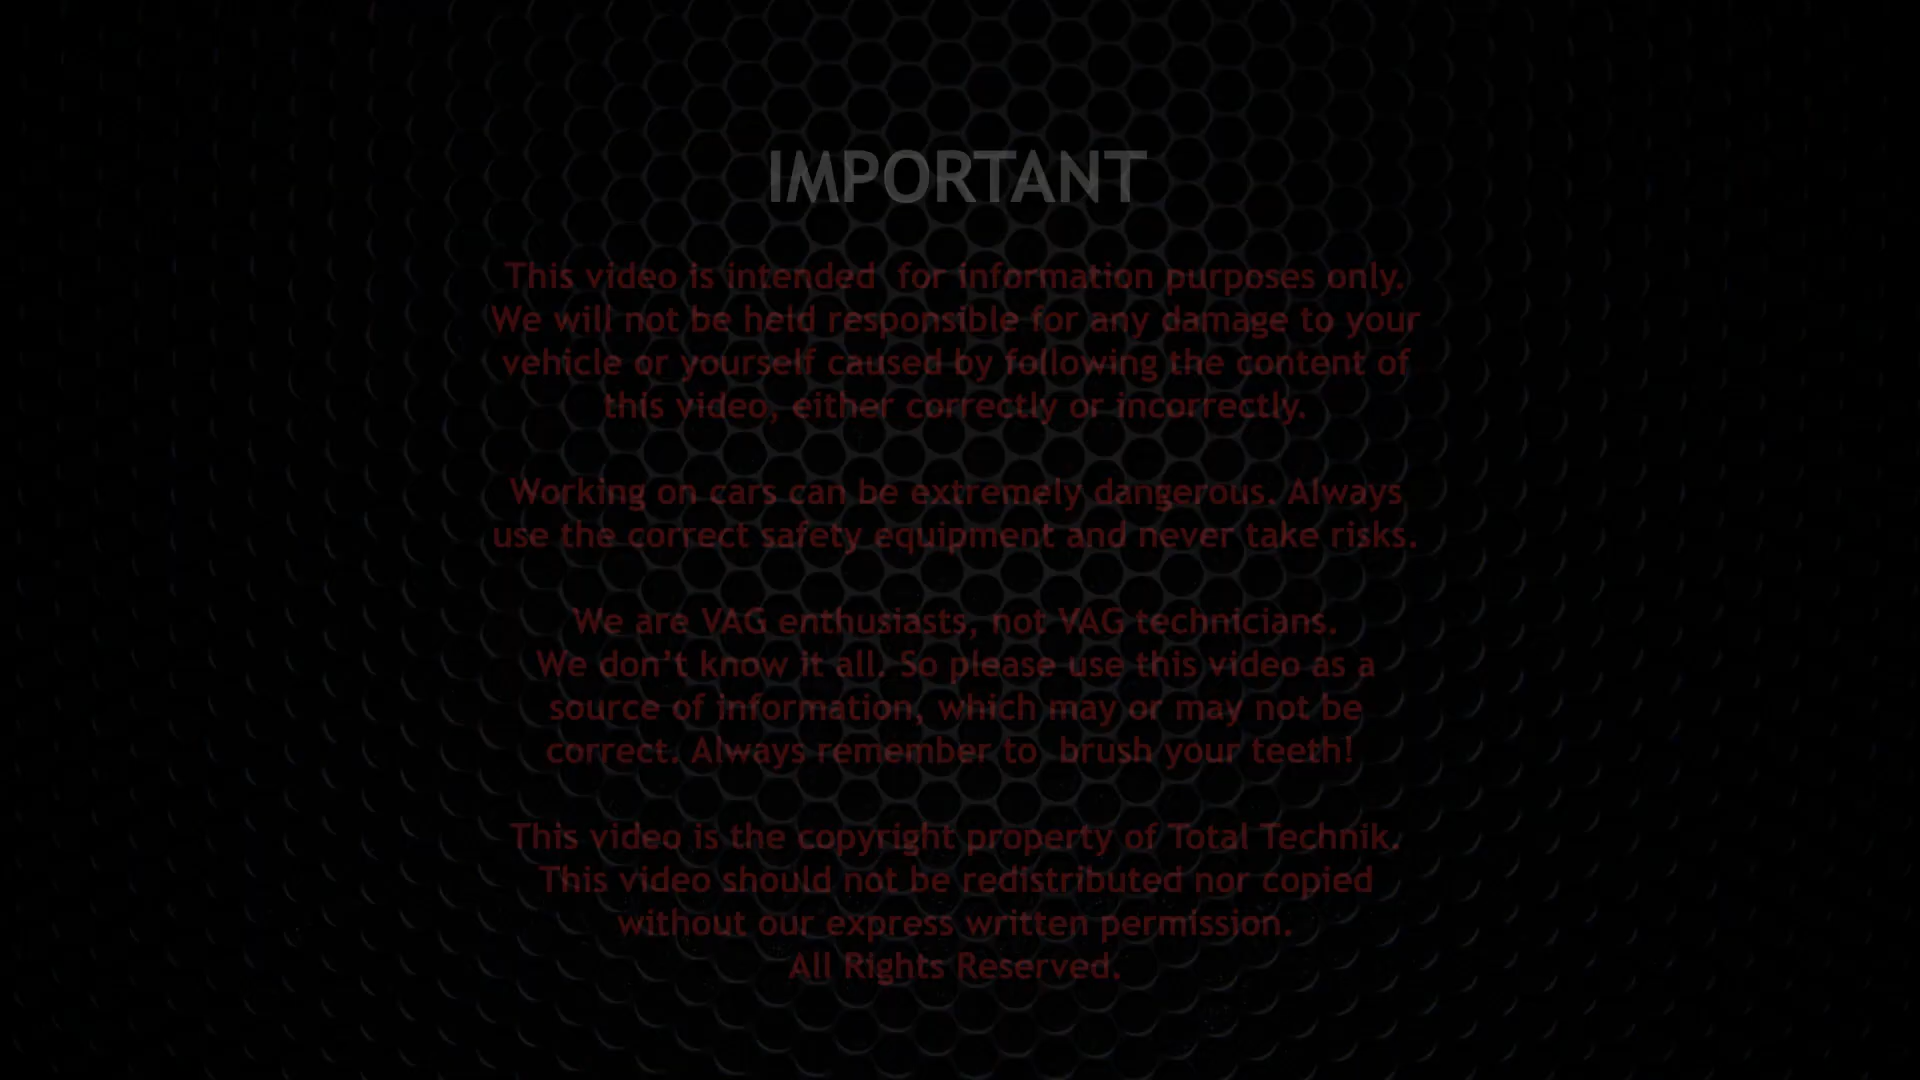 IMPORTANT
This video is intended for information purposes only.
We will not be held responsible for any damage to your
vehicle or yourself caused by following the content of
this video, either correctly or incorrectly.
Working on cars can be extremely dangerous. Always
use the correct safety equipment and never take risks.
We are VAG enthusiasts, not VAG technicians.
We don’t know it all. So please use this video as a
source of information, which may or may not be
correct. Always remember to brush your teeth!
This video is the copyright property of Total Technik.
This video should not be redistributed nor copied
without our express written permission.
All Rights Reserved.